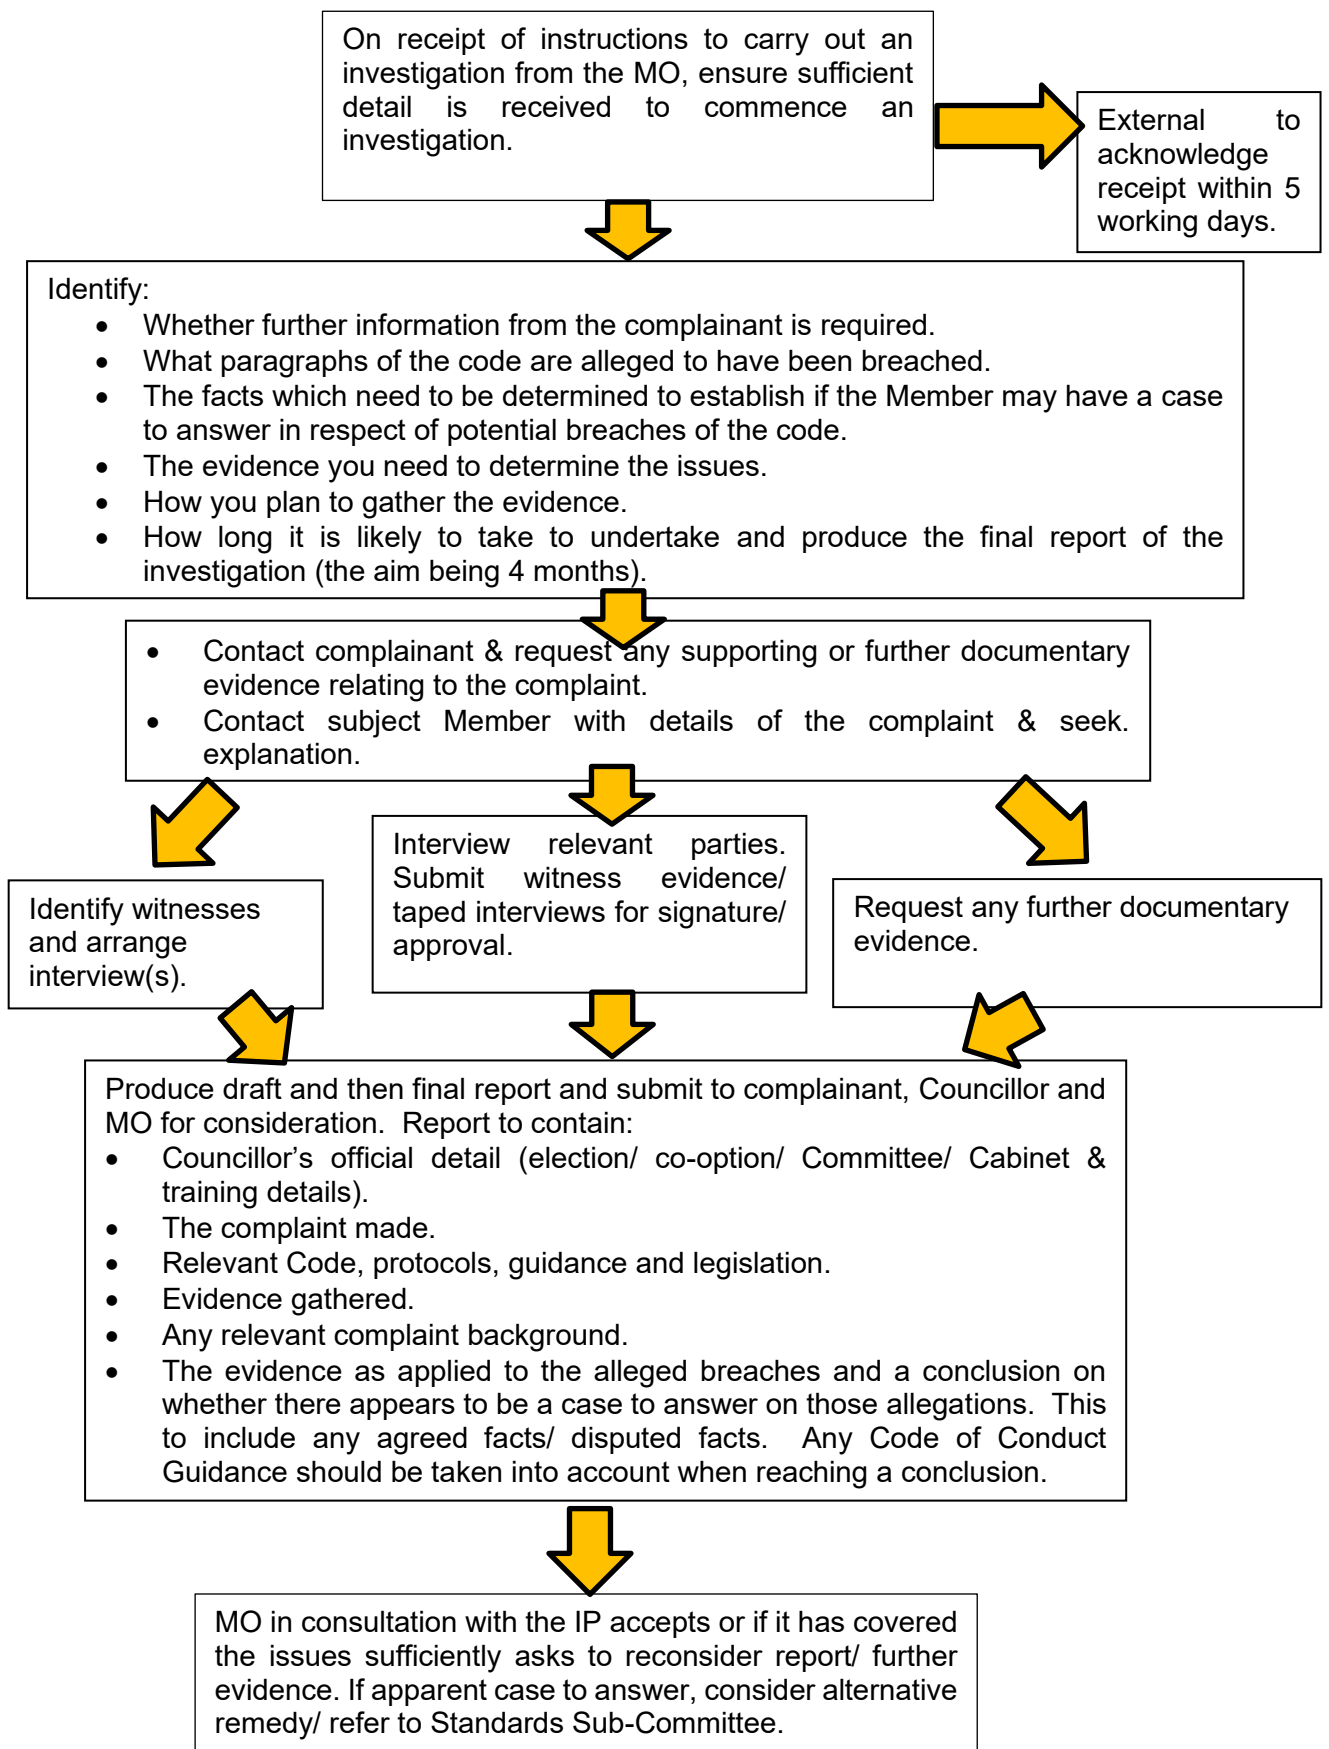 On receipt of instructions to carry out an
investigation from the MO, ensure sufficient
detail is received to commence an
investigation.
External to
acknowledge
receipt within 5
working days.
Identify:
• Whether further information from the complainant is required.
• What paragraphs of the code are alleged to have been breached.
• The facts which need to be determined to establish if the Member may have a case
to answer in respect of potential breaches of the code.
• The evidence you need to determine the issues.
• How you plan to gather the evidence.
• How long it is likely to take to undertake and produce the final report of the
investigation (the aim being 4 months).
• Contact complainant & request any supporting or further documentary
evidence relating to the complaint.
• Contact subject Member with details of the complaint & seek.
explanation.
Identify witnesses
and arrange
interview(s).
Interview relevant parties.
Submit witness evidence/
taped interviews for signature/
approval.
Request any further documentary
evidence.
Produce draft and then final report and submit to complainant, Councillor and
MO for consideration. Report to contain:
• Councillor’s official detail (election/ co-option/ Committee/ Cabinet &
training details).
• The complaint made.
• Relevant Code, protocols, guidance and legislation.
• Evidence gathered.
• Any relevant complaint background.
• The evidence as applied to the alleged breaches and a conclusion on
whether there appears to be a case to answer on those allegations. This
to include any agreed facts/ disputed facts. Any Code of Conduct
Guidance should be taken into account when reaching a conclusion.
MO in consultation with the IP accepts or if it has covered
the issues sufficiently asks to reconsider report/ further
evidence. If apparent case to answer, consider alternative
remedy/ refer to Standards Sub-Committee.